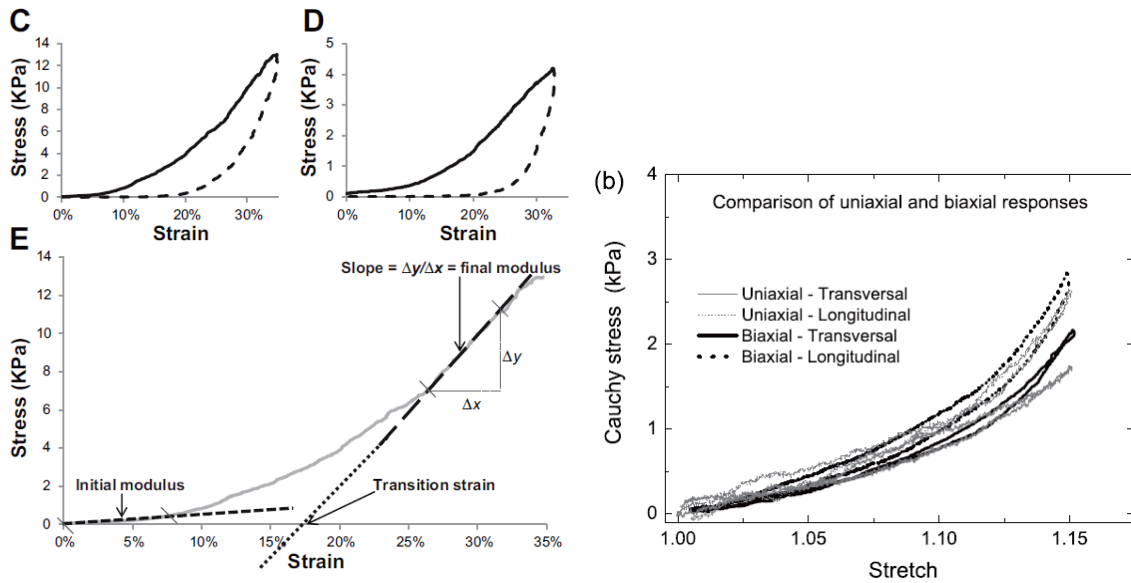 C
Stress (KPa)
14
12
10
8
6
4
2
0
0% 10% 20% 30%
Strain
D
Stress (KPa)
5
4
3
2
1
0
0% 10% 20% 30%
Strain
E
Stress (KPa)
14
12
10
8
6
4
2
0
Slope = Δy/Δx = final modulus
Δy
Δx
Initial modulus
Transition strain
0% 5% 10% 15% 20% 25% 30% 35%
Strain
(b)
Comparison of uniaxial and biaxial responses
Uniaxial - Transversal
Uniaxial - Longitudinal
Biaxial - Transversal
Biaxial - Longitudinal
Cauchy stress (kPa)
4
3
2
1
0
1.00 1.05 1.10 1.15
Stretch